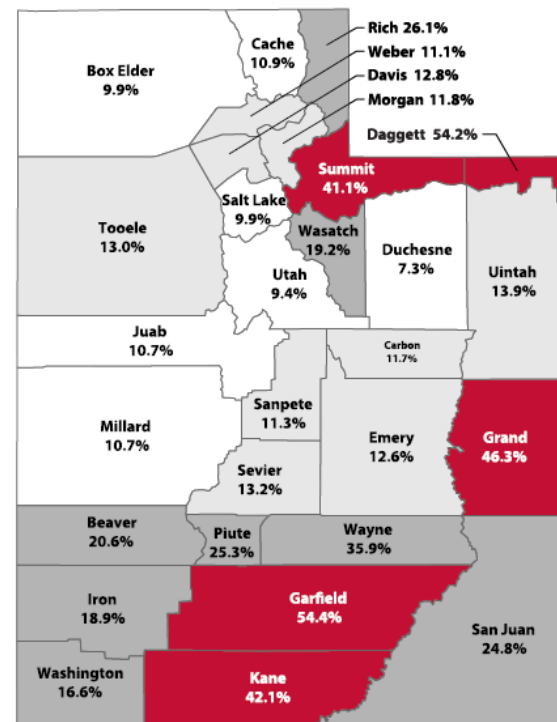 Rich 26.1%
Cache
10.9%
Weber 11.1%
Box Elder
9.9%
Davis 12.8%
Morgan 11.8%
Daggett 54.2%
Summit
41.1%
Salt Lake
9.9%
Tooele
13.0%
Wasatch
19.2%
Duchesne
7.3%
Uintah
13.9%
Utah
9.4%
Juab
10.7%
Carbon
11.7%
Sanpete
11.3%
Millard
10.7%
Emery
12.6%
Grand
46.3%
Sevier
13.2%
Beaver
20.6%
Piute
25.3%
Wayne
35.9%
Iron
18.9%
Garfield
54.4%
San Juan
24.8%
Washington
16.6%
Kane
42.1%